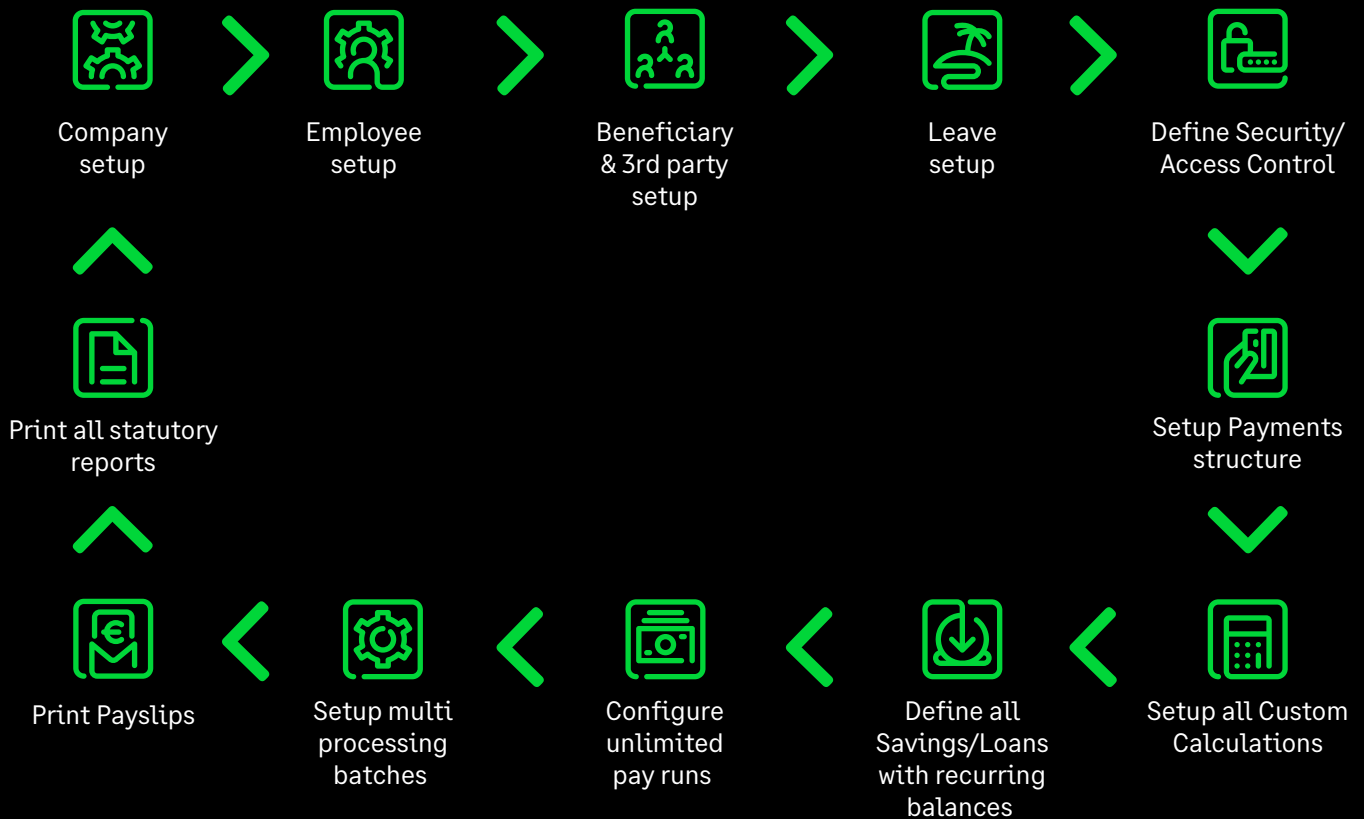 Company
setup
Employee
setup
Beneficiary
& 3rd party
setup
Leave
setup
Define Security/
Access Control
Print all statutory
reports
Setup Payments
structure
Print Payslips
Setup multi
processing
batches
Configure
unlimited
pay runs
Define all
Savings/Loans
with recurring
balances
Setup all Custom
Calculations